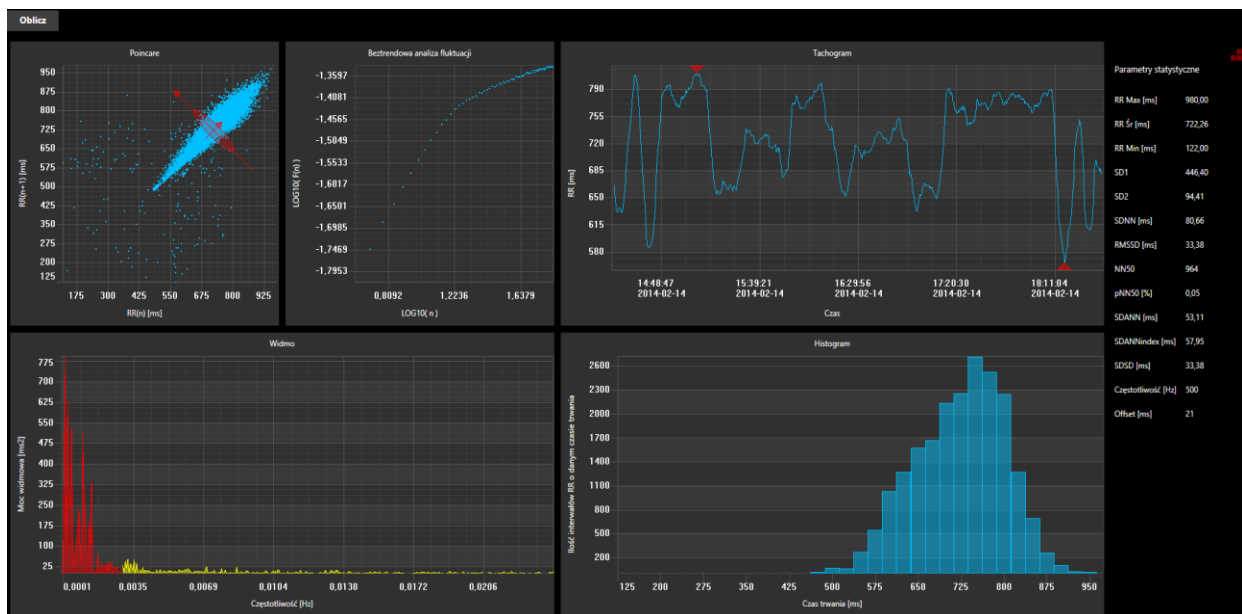 Oblicz
Poincare
950
875
800
725
650
575
500
425
350
275
200
125
RR(n+1) [ms]
175 300 425 550 675 800 925
RR(n) [ms]
Beztrendowa analiza fluktuacji
-1,3597
-1,4081
-1,4565
-1,5049
-1,5533
-1,6017
-1,6501
-1,6985
-1,7469
-1,7953
LOG10( F(n) )
0,8092 1,2236 1,6379
LOG10( n )
Tachogram
790
755
720
685
650
615
580
RR [ms]
14:48:47 15:39:21 16:29:56 17:20:30 18:11:04
2014-02-14 2014-02-14 2014-02-14 2014-02-14 2014-02-14
Czas
Parametry statystyczne
RR Max [ms] 980,00
RR Śr [ms] 722,26
RR Min [ms] 122,00
SD1 446,40
SD2 94,41
SDNN [ms] 80,66
RMSSD [ms] 33,38
NN50 964
pNN50 [%] 0,05
SDANN [ms] 53,11
SDANNindex [ms] 57,95
SDSD [ms] 33,38
Częstotliwość [Hz] 500
Offset [ms] 21
Widmo
775
700
625
550
475
400
325
250
175
100
25
Moc widmowa [ms2]
0,0001 0,0035 0,0069 0,0104 0,0138 0,0172 0,0206
Częstotliwość [Hz]
Histogram
2600
2300
2000
1700
1400
1100
800
500
200
Ilość interwałów RR o danym czasie trwania
125 200 275 350 425 500 575 650 725 800 875 950
Czas trwania [ms]